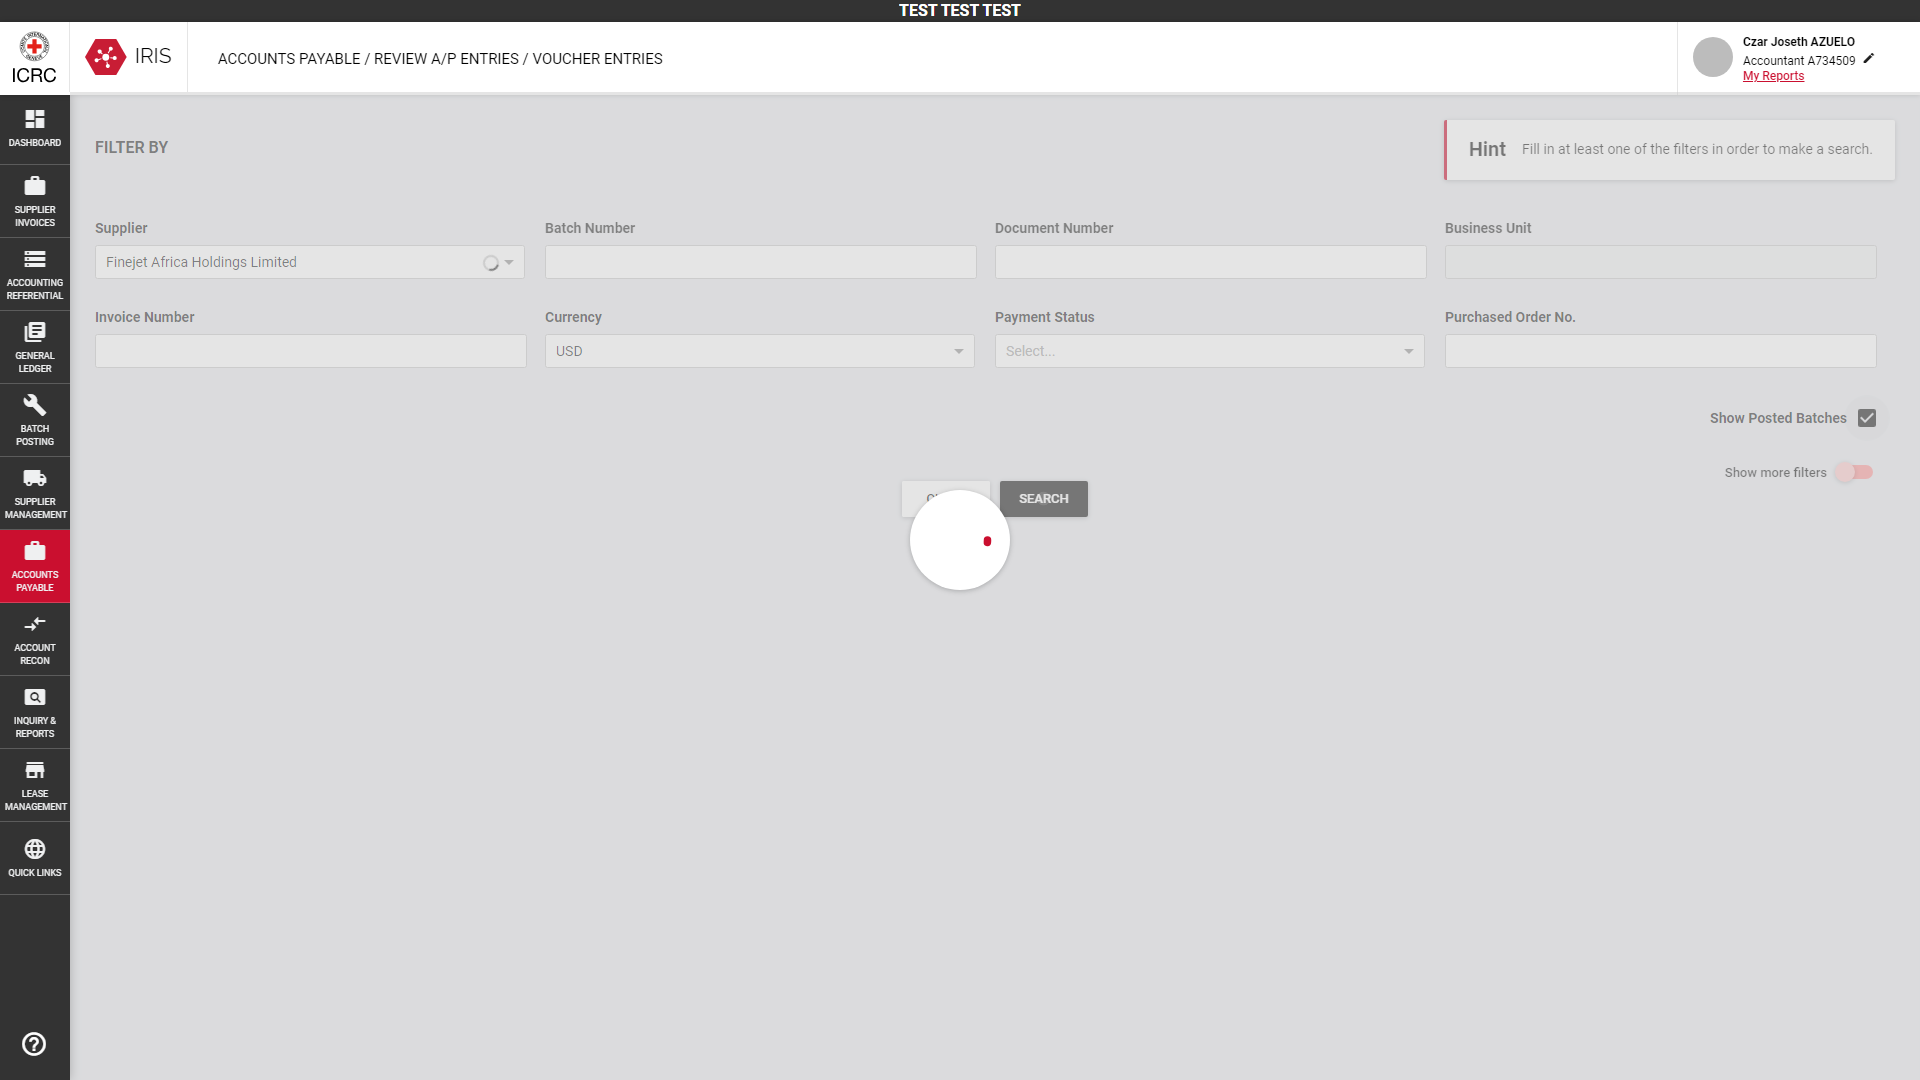 TEST TEST TEST
ICRC
IRIS
ACCOUNTS PAYABLE / REVIEW A/P ENTRIES / VOUCHER ENTRIES
Czar Joseth AZUELO
Accountant A734509
My Reports
DASHBOARD
SUPPLIER
INVOICES
ACCOUNTING
REFERENTIAL
GENERAL
LEDGER
BATCH
POSTING
SUPPLIER
MANAGEMENT
ACCOUNTS
PAYABLE
ACCOUNT
RECON
INQUIRY &
REPORTS
LEASE
MANAGEMENT
QUICK LINKS
FILTER BY
Hint Fill in at least one of the filters in order to make a search.
Supplier Batch Number Document Number Business Unit
Finejet Africa Holdings Limited
Invoice Number Currency Payment Status Purchased Order No.
USD Select...
Show Posted Batches
Show more filters
SEARCH